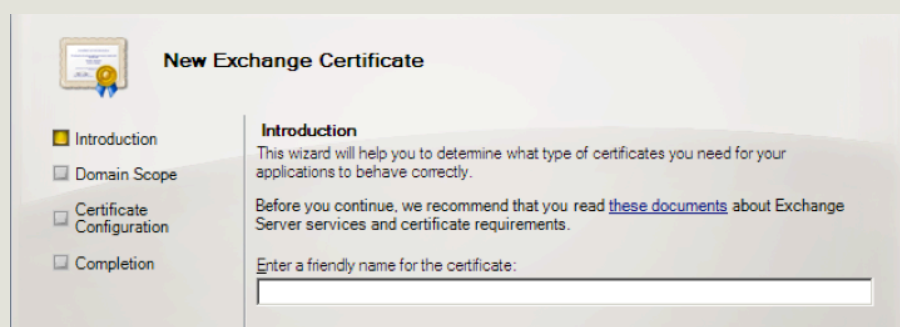 New Exchange Certificate
Introduction
Domain Scope
Certificate
Configuration
Completion
Introduction
This wizard will help you to determine what type of certificates you need for your
applications to behave correctly.
Before you continue, we recommend that you read these documents about Exchange
Server services and certificate requirements.
Enter a friendly name for the certificate: